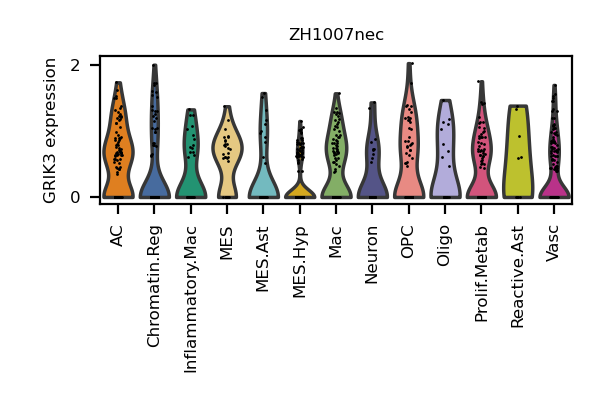 ZH1007nec
GRIK3 expression
2
0
AC
Chromatin.Reg
Inflammatory.Mac
MES
MES.Ast
MES.Hyp
Mac
Neuron
OPC
Oligo
Prolif.Metab
Reactive.Ast
Vasc